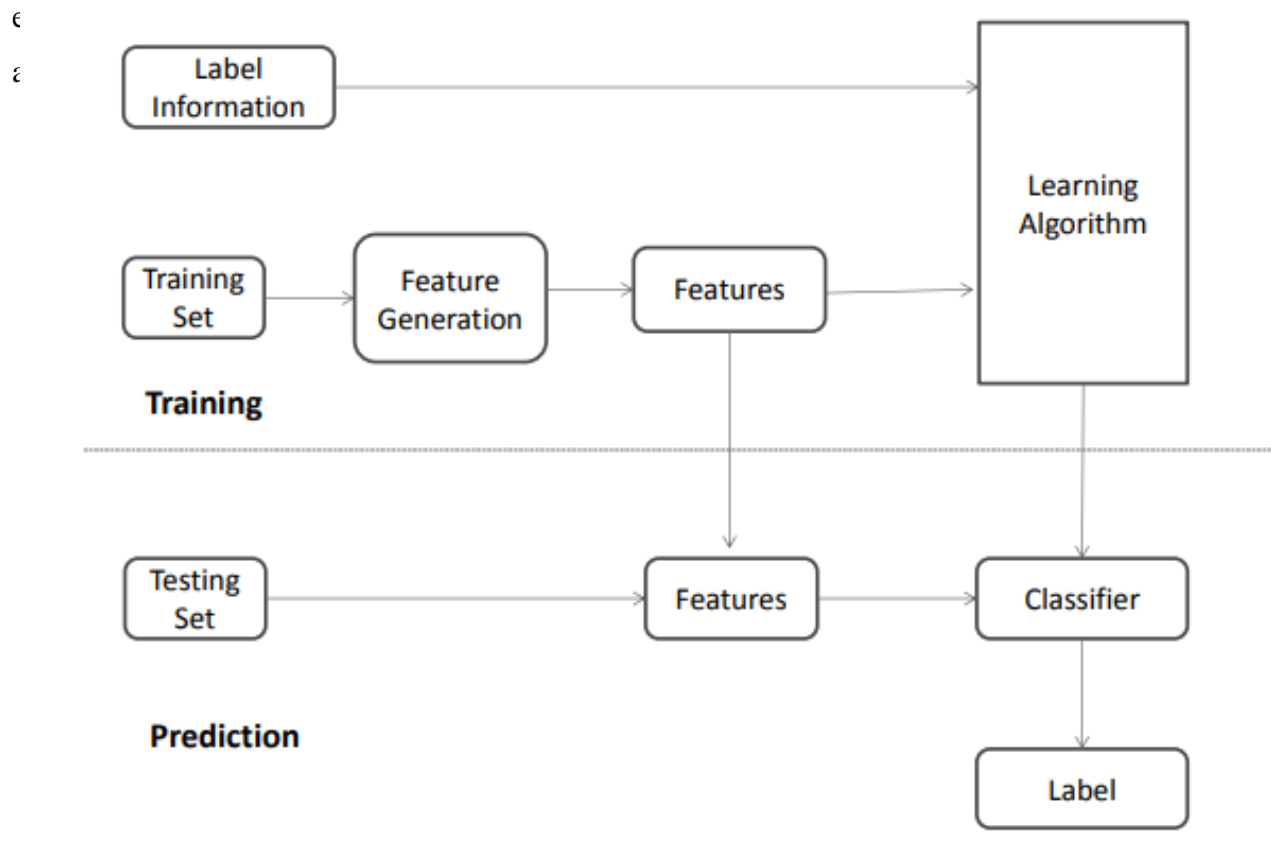 Label
Information
Learning
Algorithm
Training
Set
Feature
Generation
Features
Training
Testing
Set
Features
Classifier
Prediction
Label